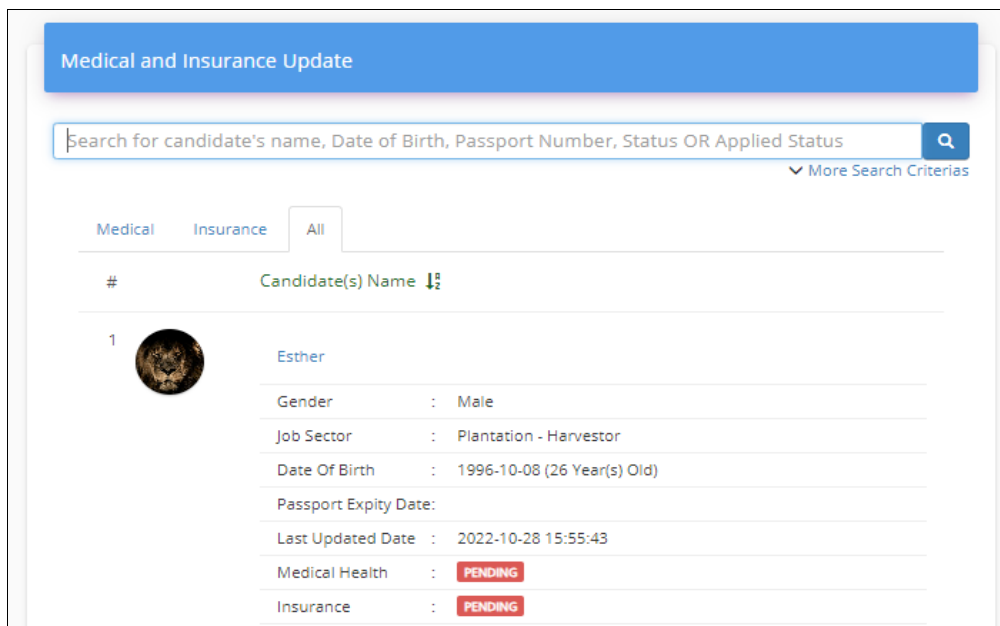 Medical and Insurance Update
Search for candidate's name, Date of Birth, Passport Number, Status OR Applied Status
More Search Criterias
Medical Insurance All
# Candidate(s) Name
1
Esther
Gender : Male
Job Sector : Plantation - Harvestor
Date Of Birth : 1996-10-08 (26 Year(s) Old)
Passport Expity Date:
Last Updated Date : 2022-10-28 15:55:43
Medical Health : PENDING
Insurance : PENDING